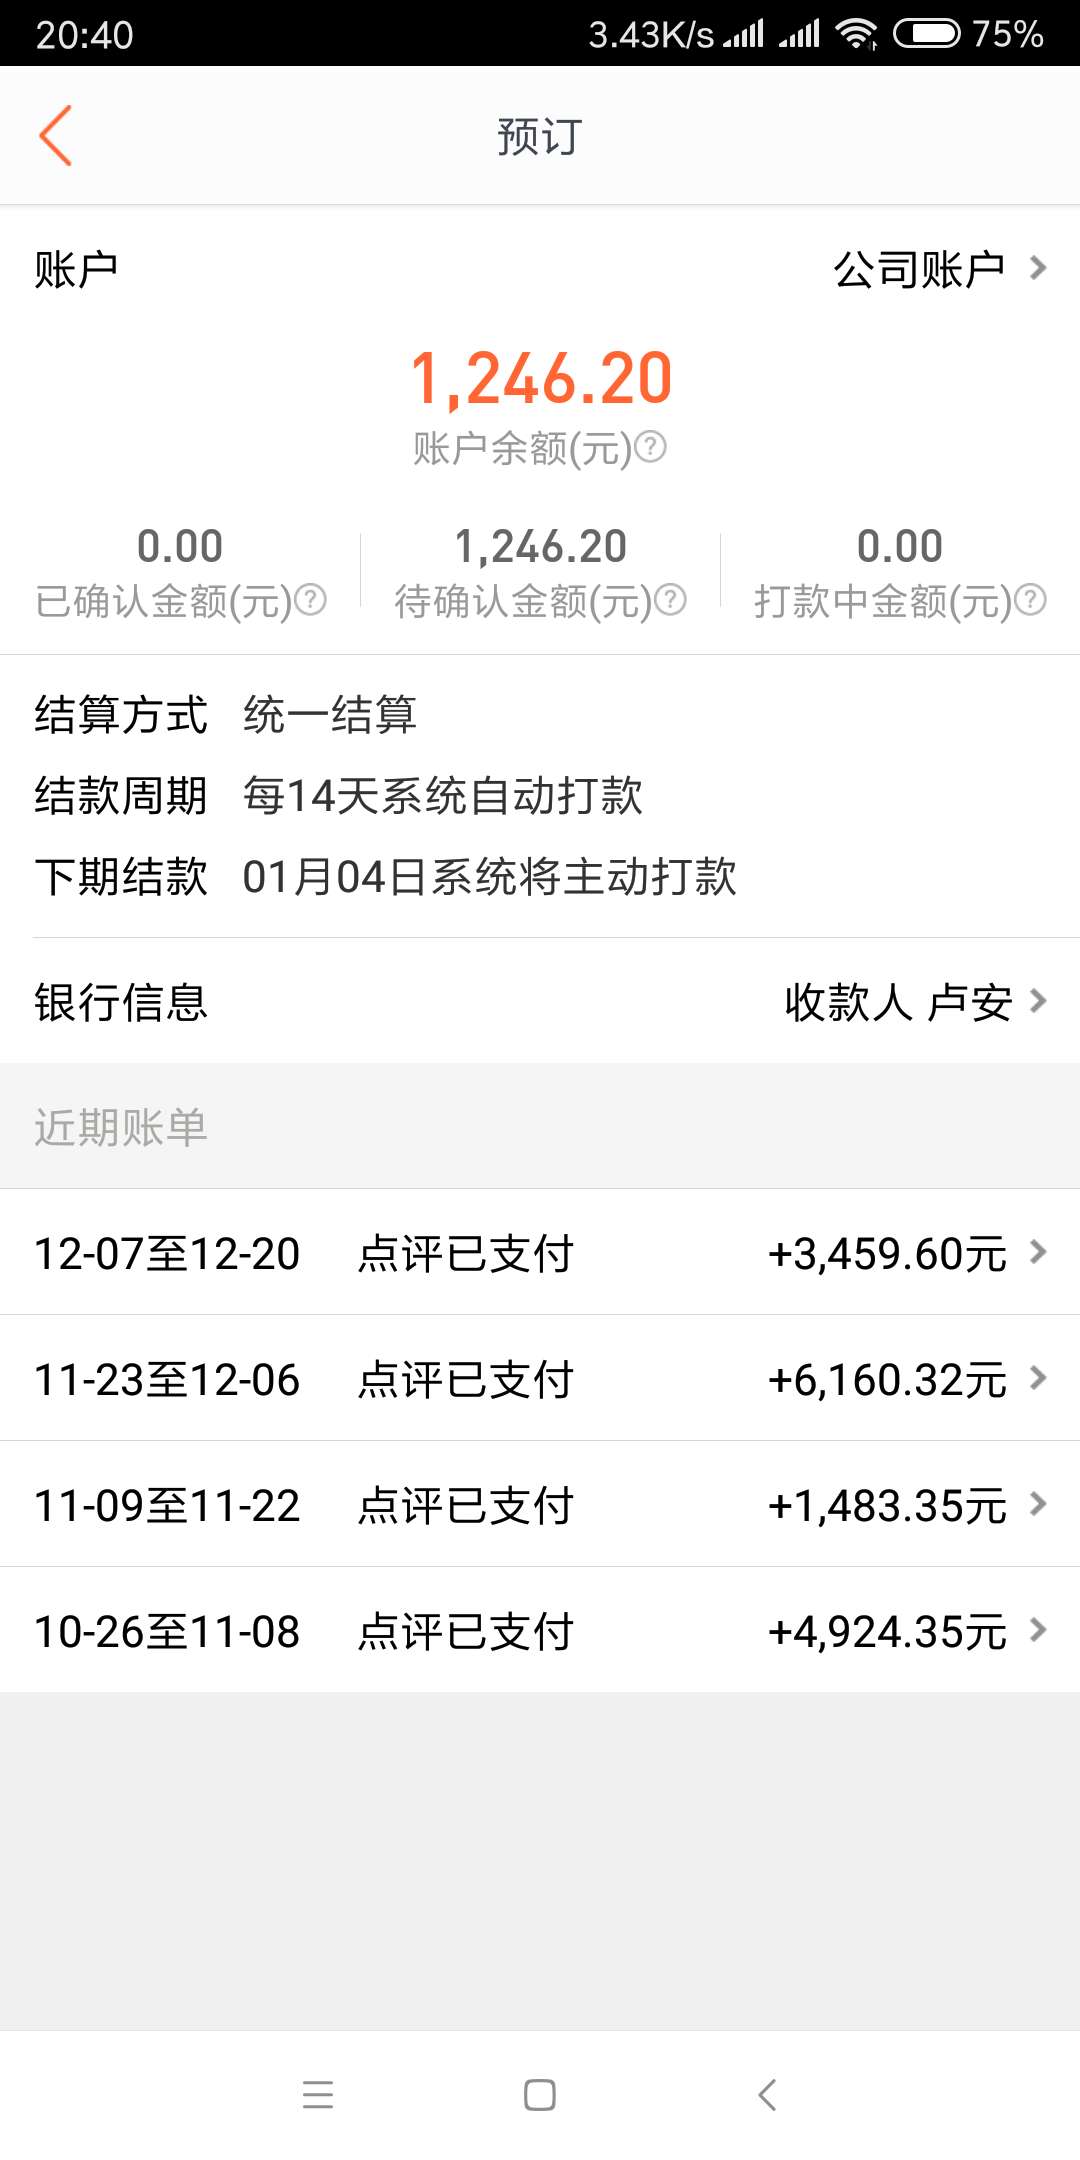 20:40 3.43K/s 75%
预订
账户 公司账户
1,246.20
账户余额(元)?
0.00 1,246.20 0.00
已确认金额(元)? 待确认金额(元)? 打款中金额(元)?
结算方式 统一结算
结款周期 每14天系统自动打款
下期结款 01月04日系统将主动打款
银行信息 收款人 卢安
近期账单
12-07至12-20 点评已支付 +3,459.60元
11-23至12-06 点评已支付 +6,160.32元
11-09至11-22 点评已支付 +1,483.35元
10-26至11-08 点评已支付 +4,924.35元